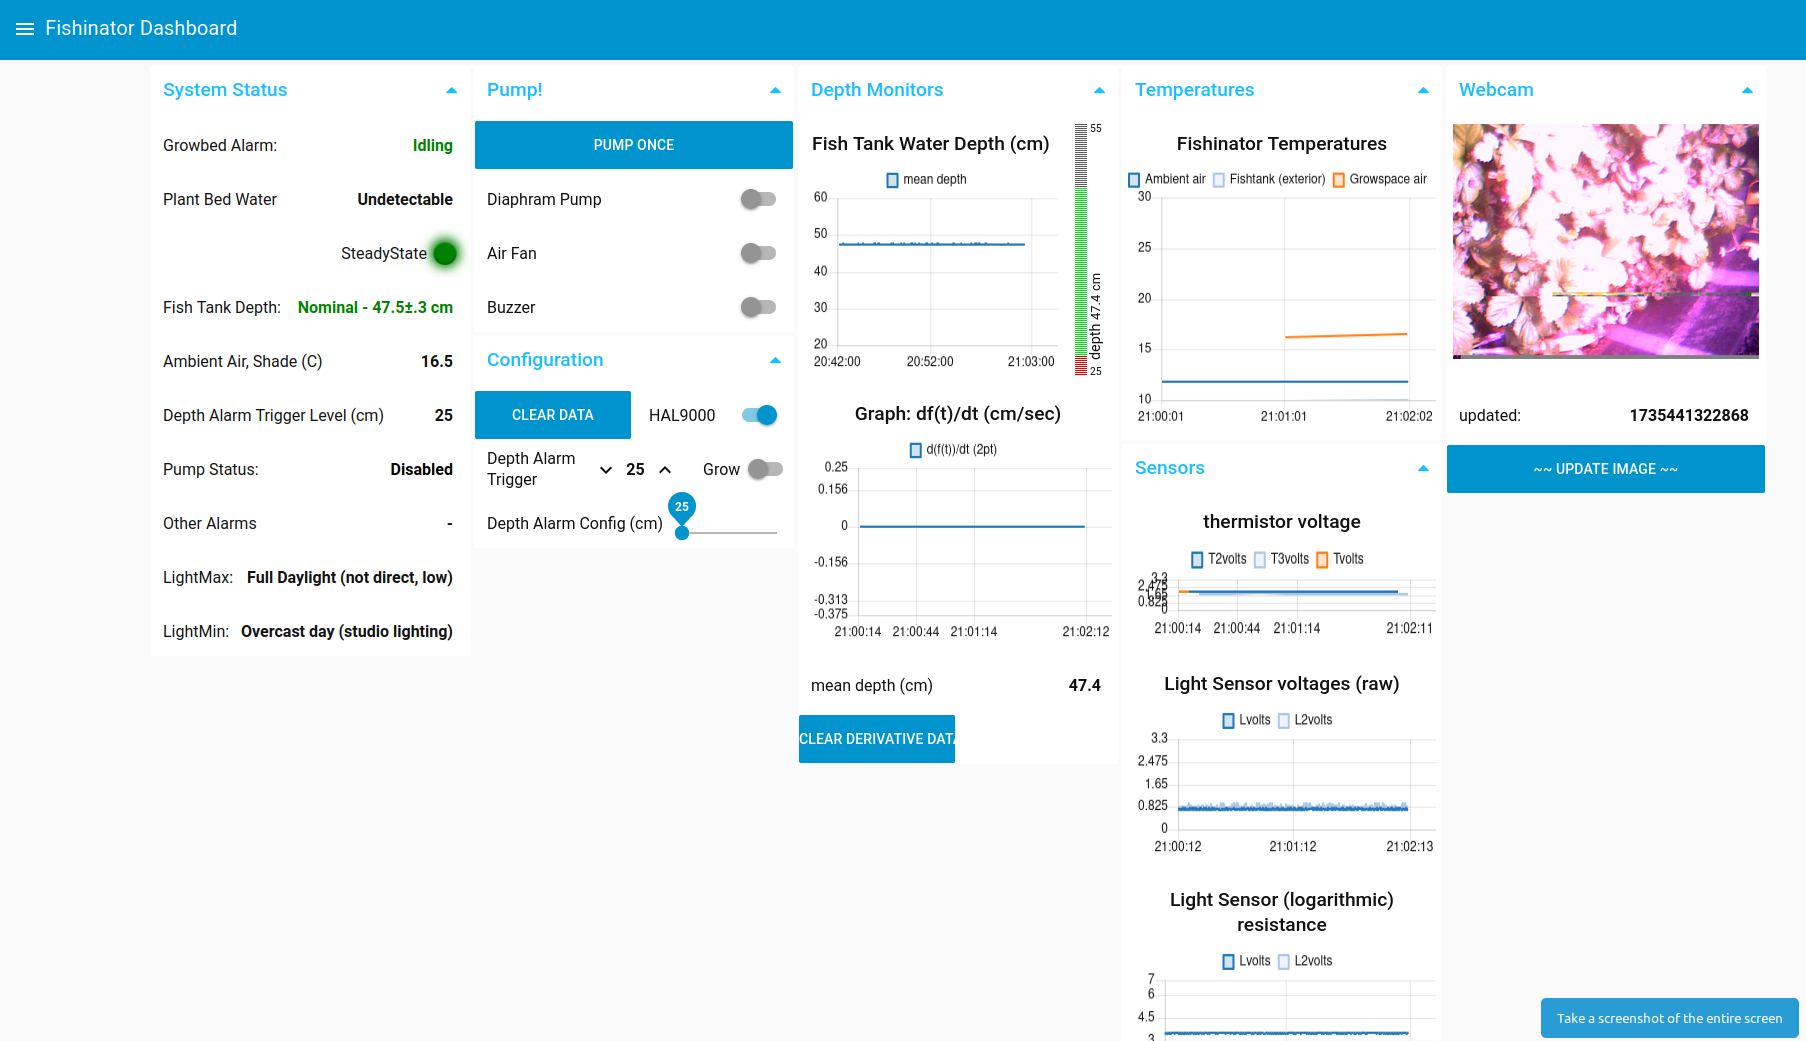 Fishinator Dashboard
System Status
Growbed Alarm: Idling
Plant Bed Water Undetectable
SteadyState
Fish Tank Depth: Nominal - 47.5±.3 cm
Ambient Air, Shade (C) 16.5
Depth Alarm Trigger Level (cm) 25
Pump Status: Disabled
Other Alarms -
LightMax: Full Daylight (not direct, low)
LightMin: Overcast day (studio lighting)
Pump!
PUMP ONCE
Diaphram Pump
Air Fan
Buzzer
Configuration
CLEAR DATA HAL9000
Depth Alarm
Trigger 25 Grow
25
Depth Alarm Config (cm)
Depth Monitors
Fish Tank Water Depth (cm)
mean depth
60
50
40
30
20
20:42:00 20:52:00 21:03:00
55
depth 47.4 cm
25
Graph: df(t)/dt (cm/sec)
d(f(t))/dt (2pt)
0.25
0.156
0
-0.156
-0.313
-0.375
21:00:14 21:00:44 21:01:14 21:02:12
mean depth (cm) 47.4
CLEAR DERIVATIVE DATA
Temperatures
Fishinator Temperatures
Ambient air Fishtank (exterior) Growspace air
30
25
20
15
10
21:00:01 21:01:01 21:02:02
Sensors
thermistor voltage
T2volts T3volts Tvolts
3.3
2.475
1.65
0.825
0
21:00:14 21:00:44 21:01:14 21:02:11
Light Sensor voltages (raw)
Lvolts L2volts
3.3
2.475
1.65
0.825
0
21:00:12 21:01:12 21:02:13
Light Sensor (logarithmic)
resistance
Lvolts L2volts
7
6
4.5
3
Webcam
updated: 1735441322868
~~ UPDATE IMAGE ~~
Take a screenshot of the entire screen